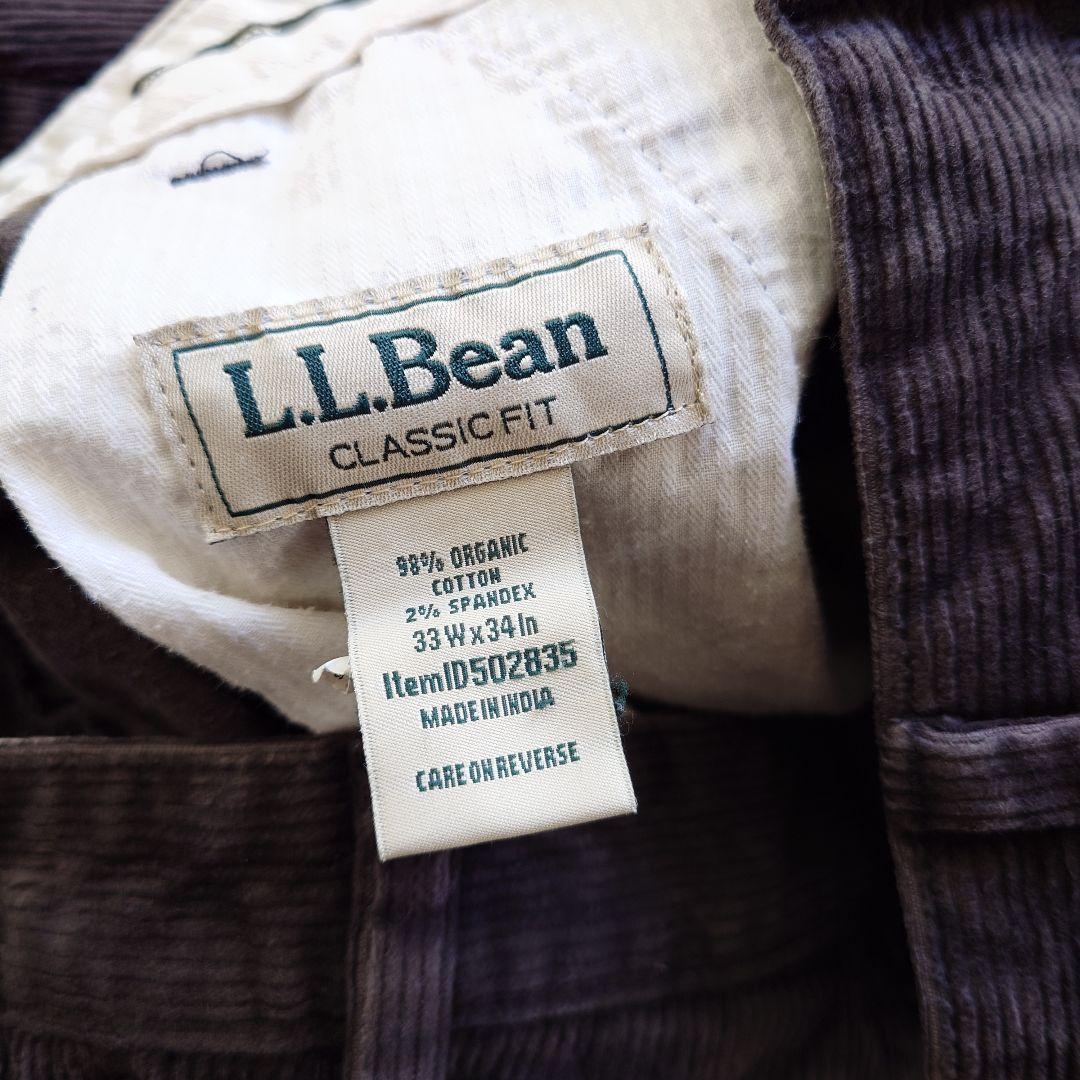 L.L.Bean
CLASSIC FIT
98% ORGANIC
COTTON
2% SPANDEX
33 W x 34 In
ItemID502835
MADE IN INDIA
CARE ON REVERSE